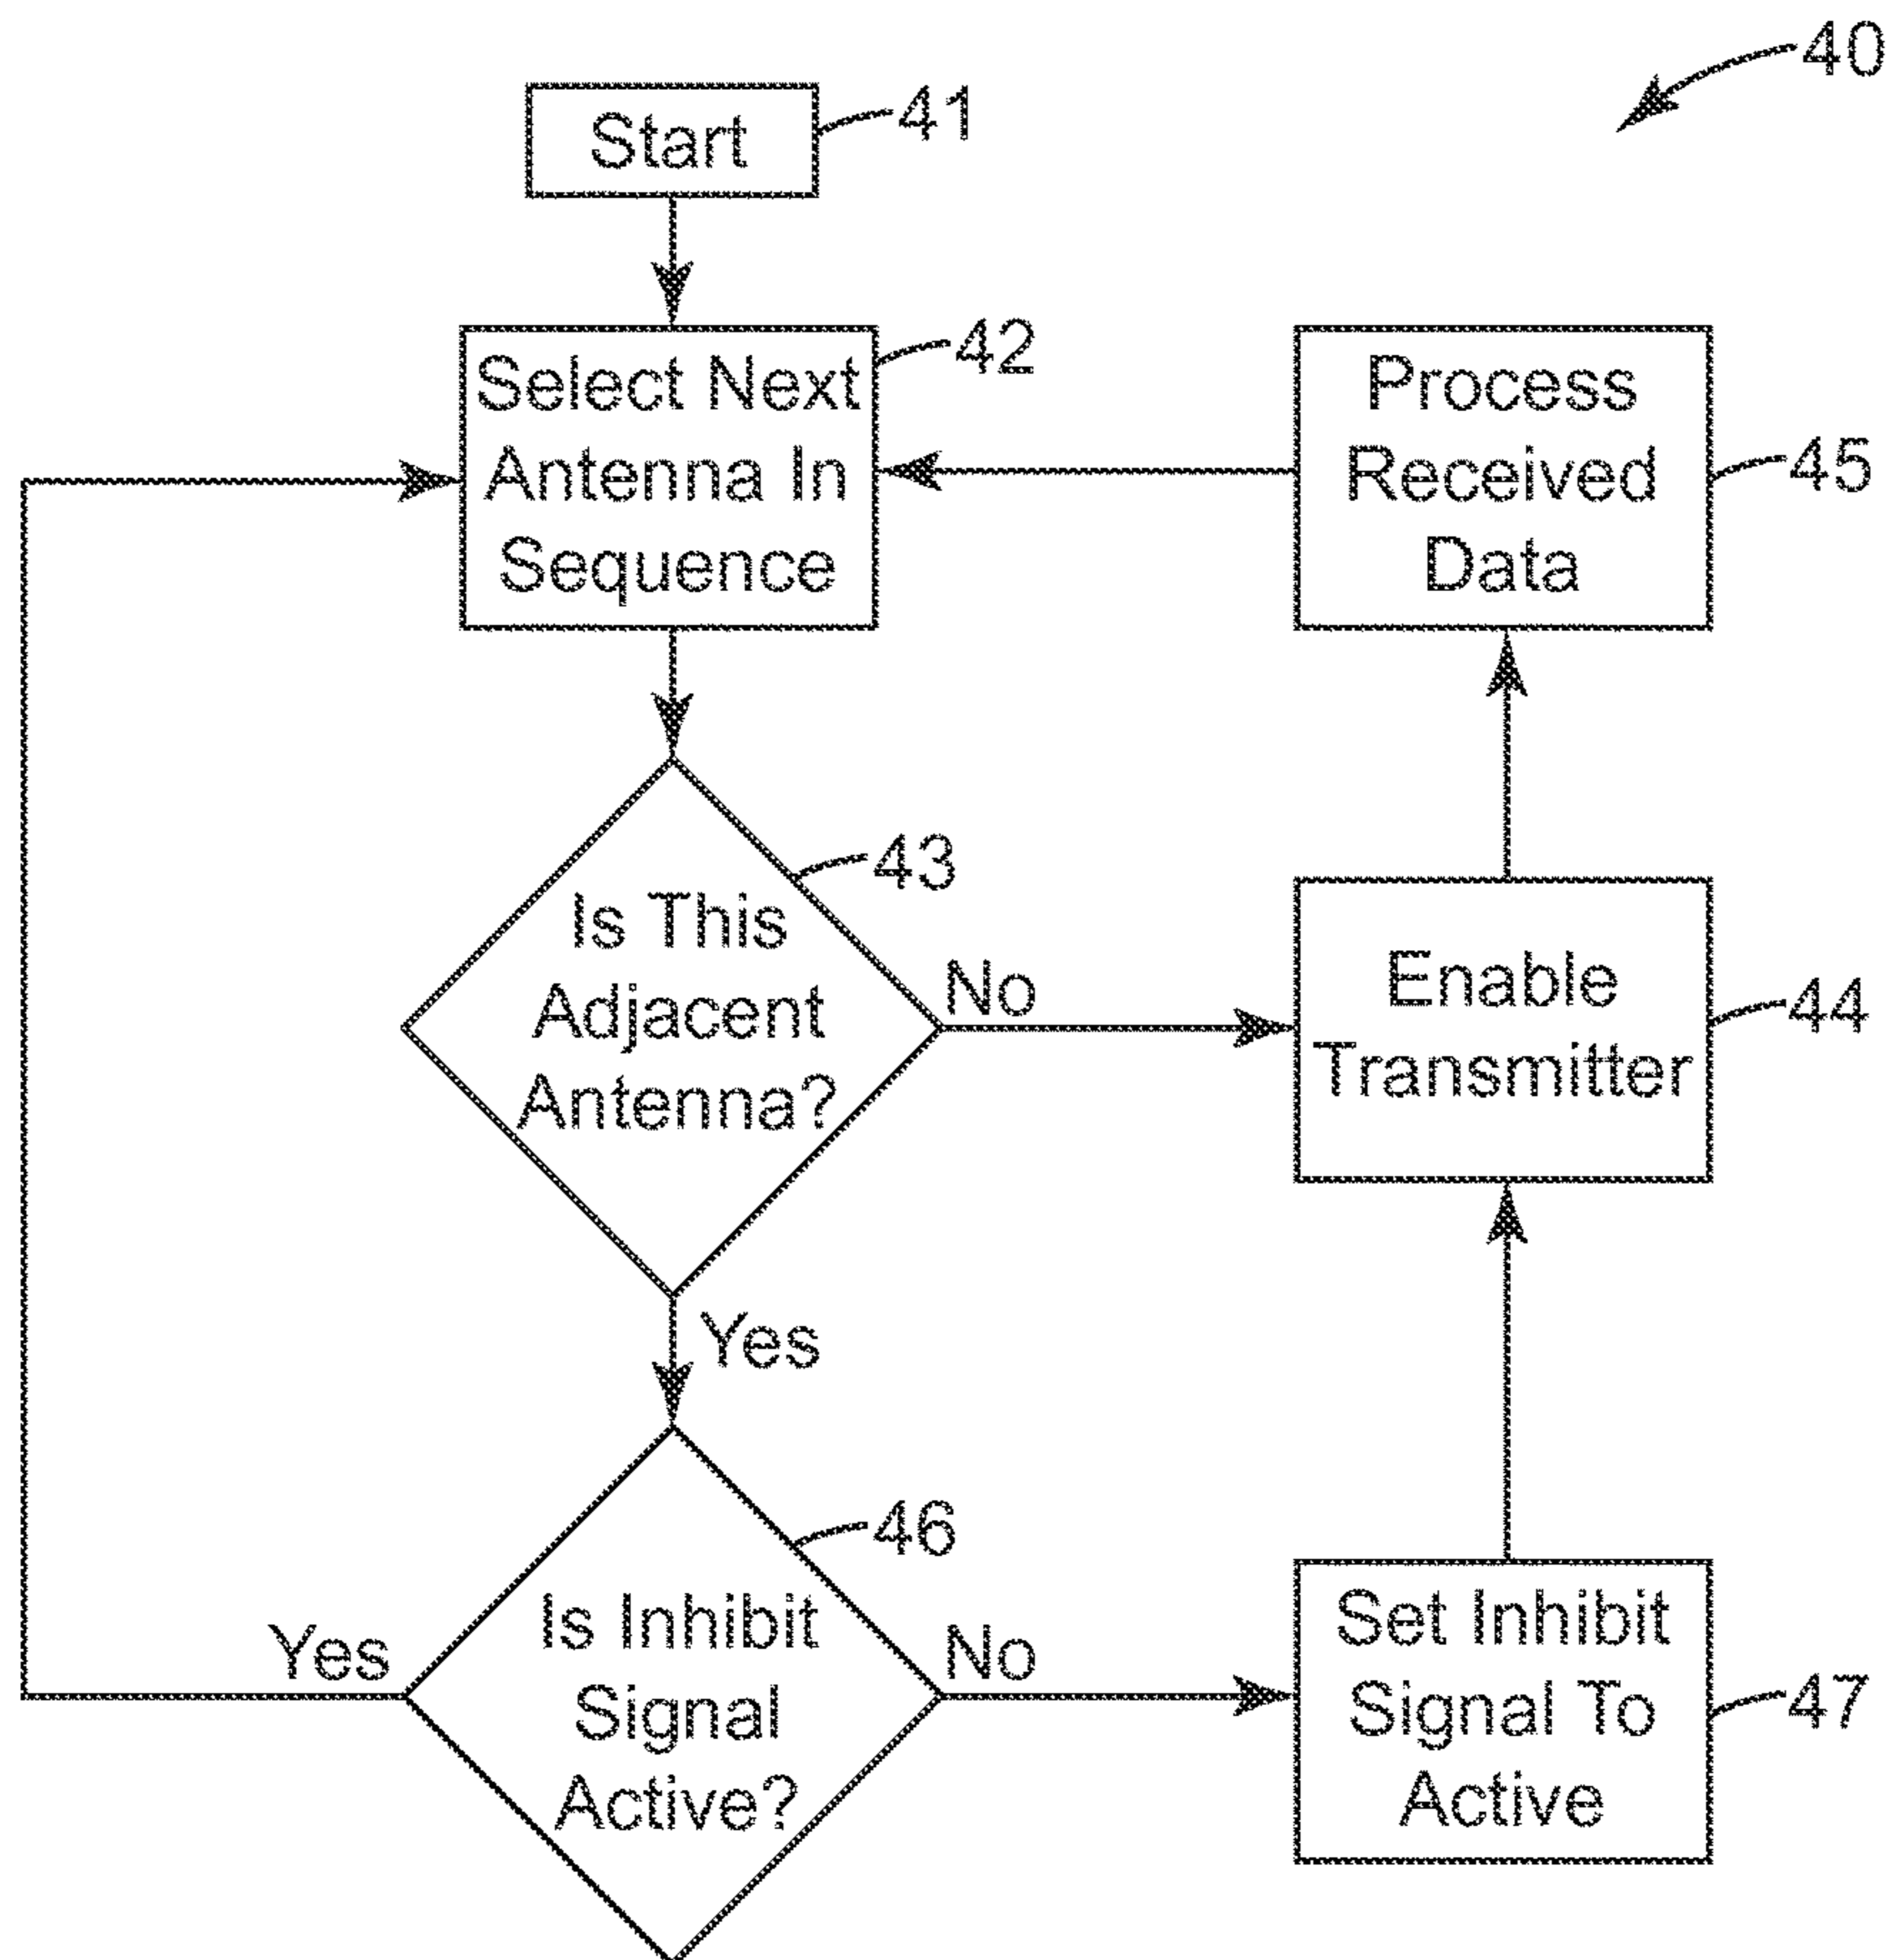 40
Start
41
Select Next
Antenna In
Sequence
42
Process
Received
Data
45
Is This
Adjacent
Antenna?
43
No
Enable
Transmitter
44
Yes
Is Inhibit
Signal
Active?
46
Yes
No
Set Inhibit
Signal To
Active
47